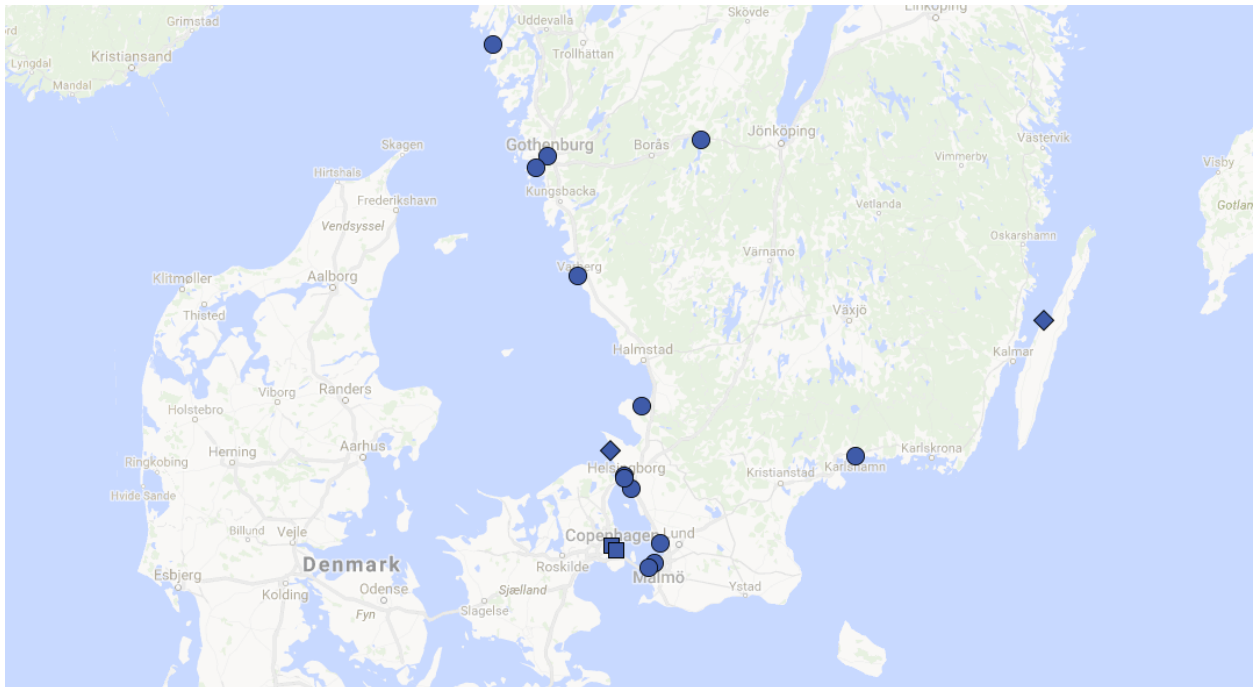 Uddevalla
Skövde
Linköping
Grimstad
Kristiansand
Lyngdal
Mandal
Trollhättan
Jönköping
Gothenburg
Borås
Västervik
Skagen
Vimmerby
Visby
Hirtshals
Frederikshavn
Kungsbacka
Vetlanda
Gotlan
Vendsyssel
Oskarshamn
Värnamo
Klitmøller
Aalborg
Varberg
Thisted
Växjö
Halmstad
Kalmar
Viborg
Randers
Holstebro
Aarhus
Herning
Karlskrona
Ringkobing
Helsingborg
Kristianstad
Karlshamn
Hvide Sande
Billund
Vejle
Copenhagen
Lund
Denmark
Roskilde
Esbjerg
Malmö
Kolding
Odense
Sjælland
Ystad
Fyn
Slagelse